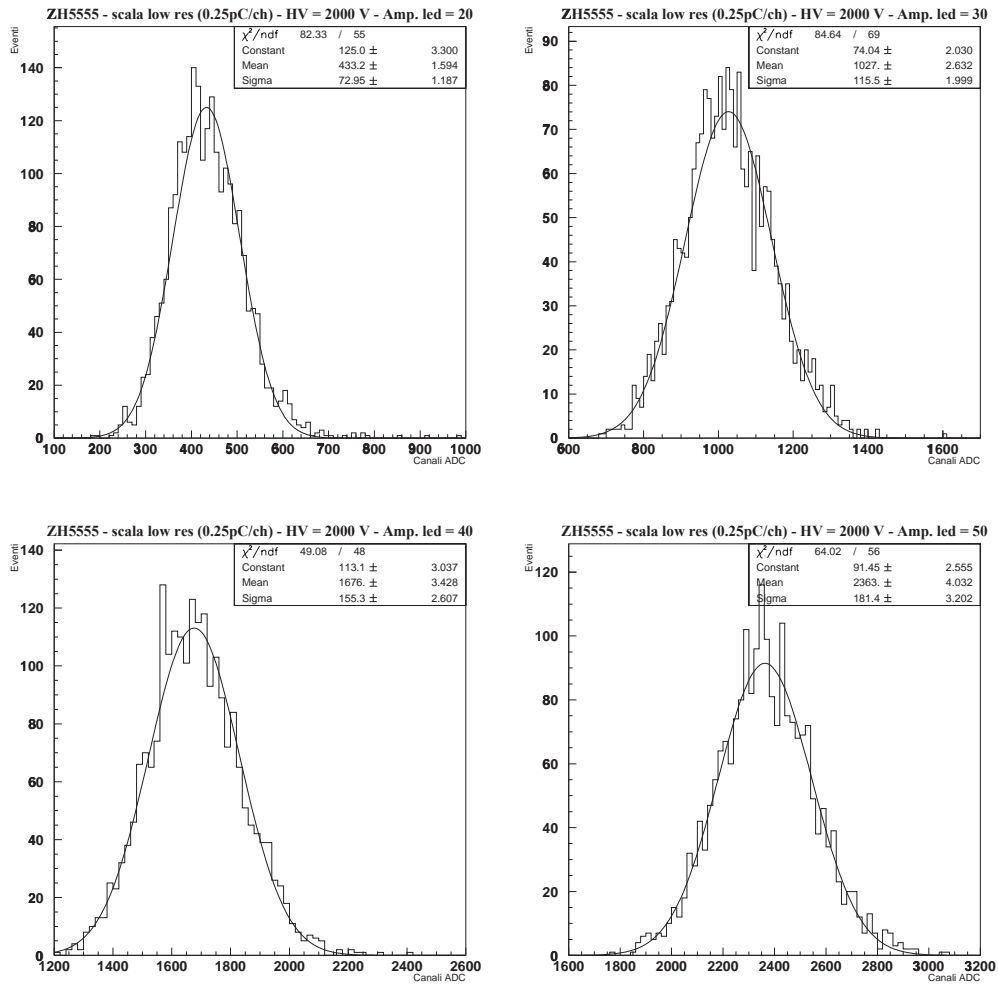 ZH5555 - scala low res (0.25pC/ch) - HV = 2000 V - Amp. led = 20
Eventi
χ²/ndf 82.33 / 55
Constant 125.0 ± 3.300
Mean 433.2 ± 1.594
Sigma 72.95 ± 1.187
140
120
100
80
60
40
20
0
100 200 300 400 500 600 700 800 900 1000
Canali ADC
ZH5555 - scala low res (0.25pC/ch) - HV = 2000 V - Amp. led = 30
Eventi
χ²/ndf 84.64 / 69
Constant 74.04 ± 2.030
Mean 1027. ± 2.632
Sigma 115.5 ± 1.999
90
80
70
60
50
40
30
20
10
0
600 800 1000 1200 1400 1600
Canali ADC
ZH5555 - scala low res (0.25pC/ch) - HV = 2000 V - Amp. led = 40
Eventi
χ²/ndf 49.08 / 48
Constant 113.1 ± 3.037
Mean 1676. ± 3.428
Sigma 155.3 ± 2.607
140
120
100
80
60
40
20
0
1200 1400 1600 1800 2000 2200 2400 2600
Canali ADC
ZH5555 - scala low res (0.25pC/ch) - HV = 2000 V - Amp. led = 50
Eventi
χ²/ndf 64.02 / 56
Constant 91.45 ± 2.555
Mean 2363. ± 4.032
Sigma 181.4 ± 3.202
120
100
80
60
40
20
0
1600 1800 2000 2200 2400 2600 2800 3000 3200
Canali ADC